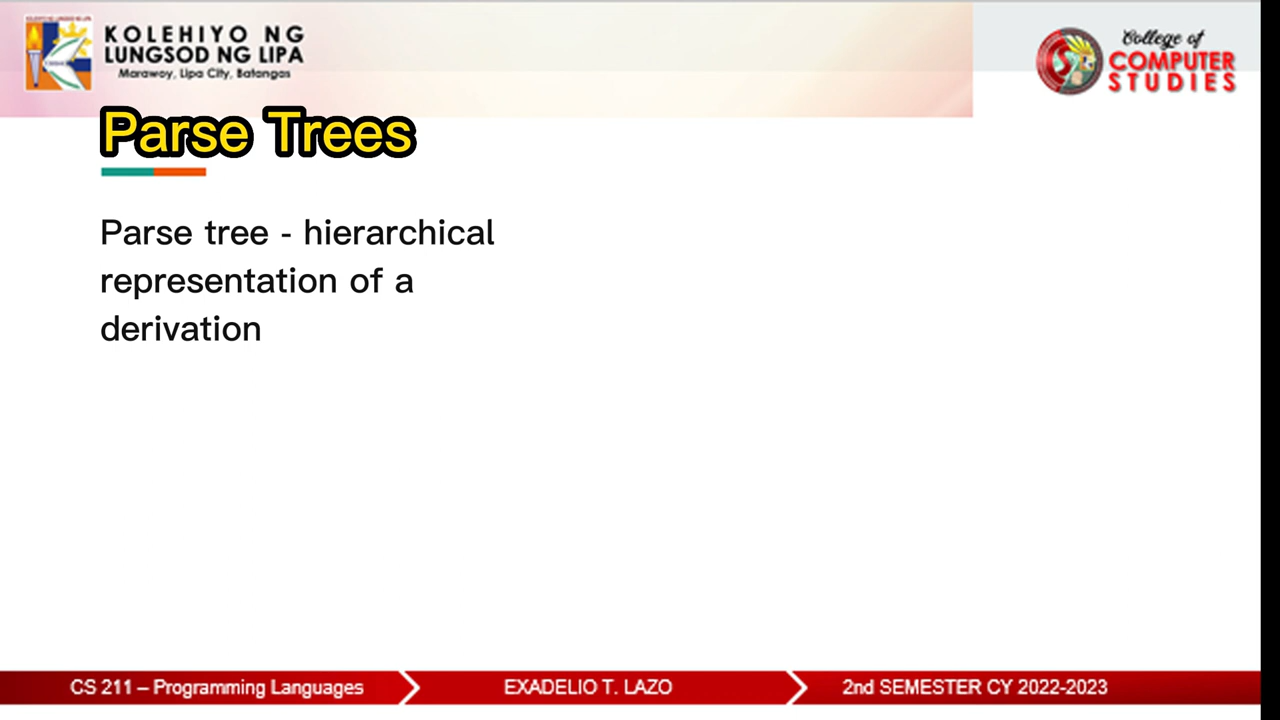 KOLEHIYO NG
LUNGSOD NG LIPA
Marawoy, Lipa City, Batangas
College of
COMPUTER
STUDIES
Parse Trees
Parse tree - hierarchical
representation of a
derivation
CS 211 – Programming Languages
EXADELIO T. LAZO
2nd SEMESTER CY 2022-2023